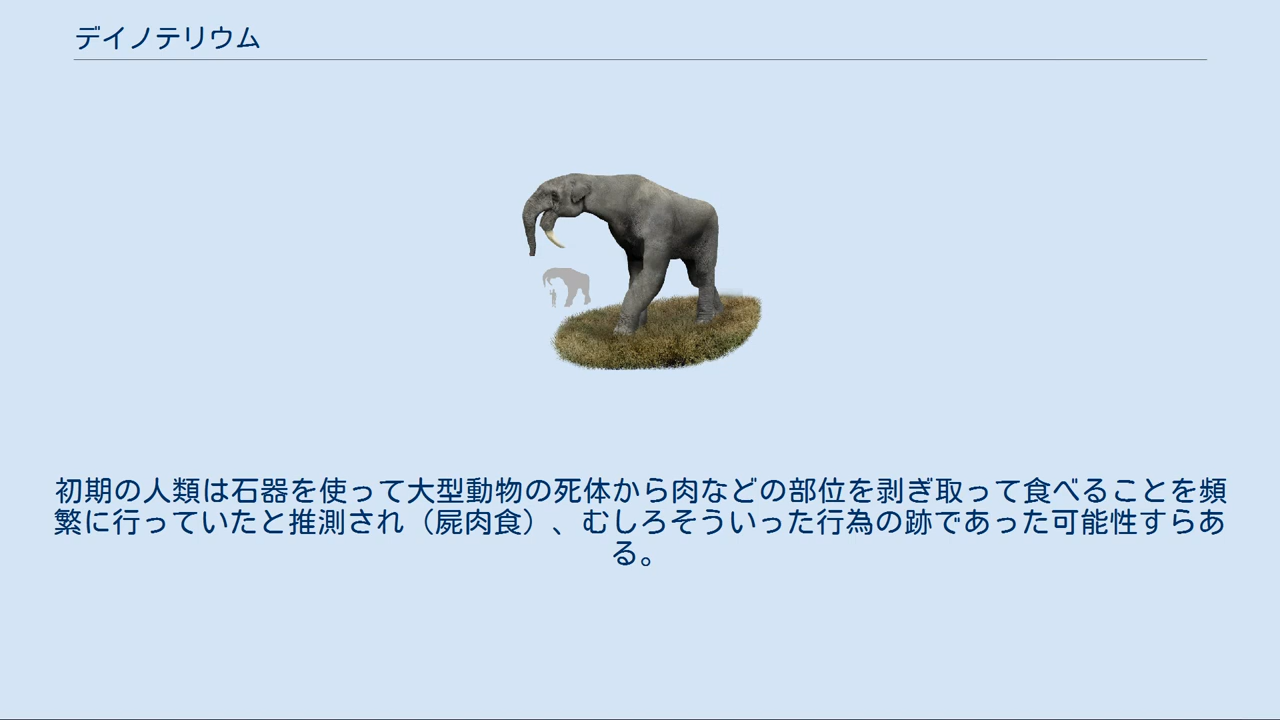 デイノテリウム
初期の人類は石器を使って大型動物の死体から肉などの部位を剥ぎ取って食べることを頻
繁に行っていたと推測され（屍肉食）、むしろそういった行為の跡であった可能性すらあ
る。